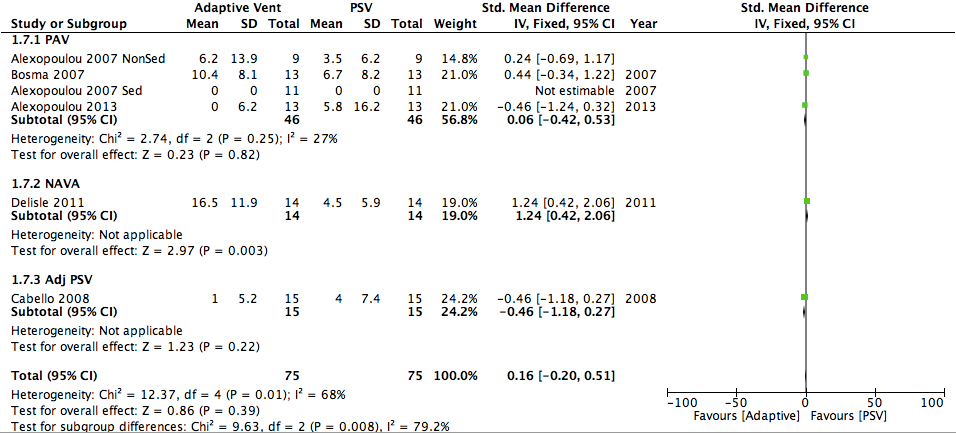 Adaptive Vent PSV Std. Mean Difference Std. Mean Difference
Study or Subgroup Mean SD Total Mean SD Total Weight IV, Fixed, 95% CI Year IV, Fixed, 95% CI
1.7.1 PAV
Alexopoulou 2007 NonSed 6.2 13.9 9 3.5 6.2 9 14.8% 0.24 [-0.69, 1.17]
Bosma 2007 10.4 8.1 13 6.7 8.2 13 21.0% 0.44 [-0.34, 1.22] 2007
Alexopoulou 2007 Sed 0 0 11 0 0 11 Not estimable 2007
Alexopoulou 2013 0 6.2 13 5.8 16.2 13 21.0% -0.46 [-1.24, 0.32] 2013
Subtotal (95% CI) 46 46 56.8% 0.06 [-0.42, 0.53]
Heterogeneity: Chi² = 2.74, df = 2 (P = 0.25); I² = 27%
Test for overall effect: Z = 0.23 (P = 0.82)
1.7.2 NAVA
Delisle 2011 16.5 11.9 14 4.5 5.9 14 19.0% 1.24 [0.42, 2.06] 2011
Subtotal (95% CI) 14 14 19.0% 1.24 [0.42, 2.06]
Heterogeneity: Not applicable
Test for overall effect: Z = 2.97 (P = 0.003)
1.7.3 Adj PSV
Cabello 2008 1 5.2 15 4 7.4 15 24.2% -0.46 [-1.18, 0.27] 2008
Subtotal (95% CI) 15 15 24.2% -0.46 [-1.18, 0.27]
Heterogeneity: Not applicable
Test for overall effect: Z = 1.23 (P = 0.22)
Total (95% CI) 75 75 100.0% 0.16 [-0.20, 0.51]
Heterogeneity: Chi² = 12.37, df = 4 (P = 0.01); I² = 68%
Test for overall effect: Z = 0.86 (P = 0.39)
Test for subgroup differences: Chi² = 9.63, df = 2 (P = 0.008), I² = 79.2%
-100 -50 0 50 100
Favours [Adaptive] Favours [PSV]